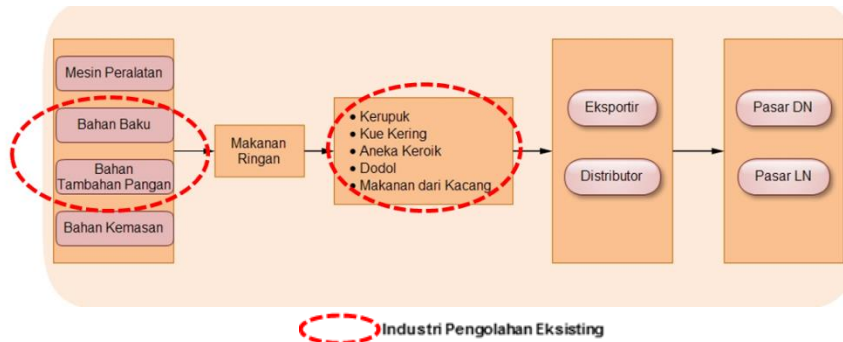 Mesin Peralatan
Bahan Baku
Bahan
Tambahan Pangan
Bahan Kemasan
Makanan
Ringan
• Kerupuk
• Kue Kering
• Aneka Keroik
• Dodol
• Makanan dari Kacang
Eksportir
Distributor
Pasar DN
Pasar LN
Industri Pengolahan Eksisting